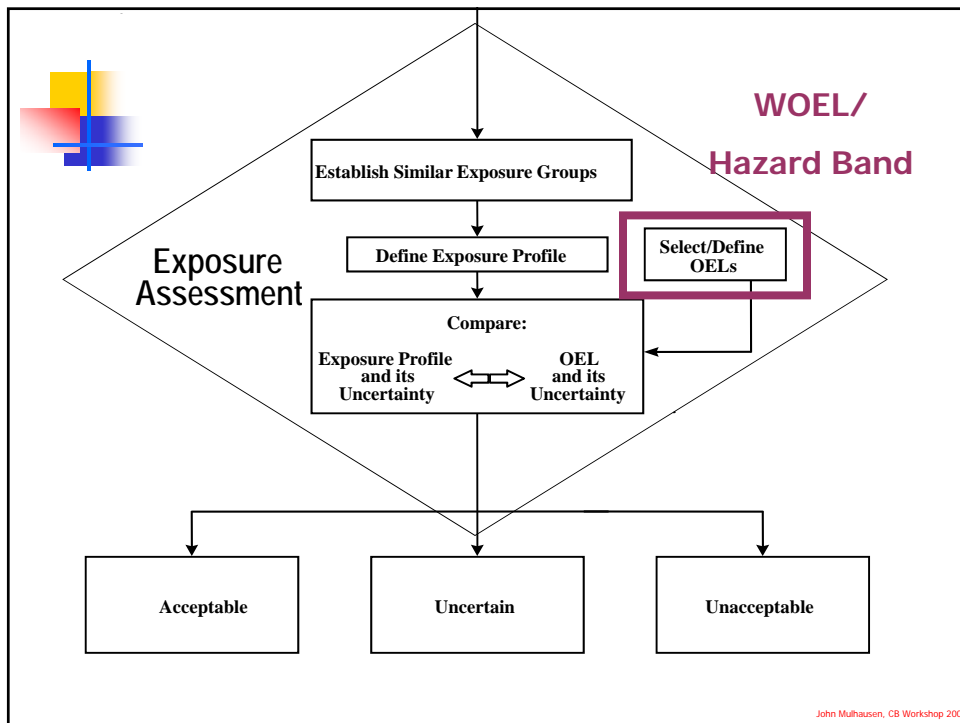 WOEL/
Hazard Band
Establish Similar Exposure Groups
Define Exposure Profile
Select/Define
OELs
Exposure
Assessment
Compare:
Exposure Profile
and its
Uncertainty
OEL
and its
Uncertainty
Acceptable
Uncertain
Unacceptable
John Mulhausen, CB Workshop 200